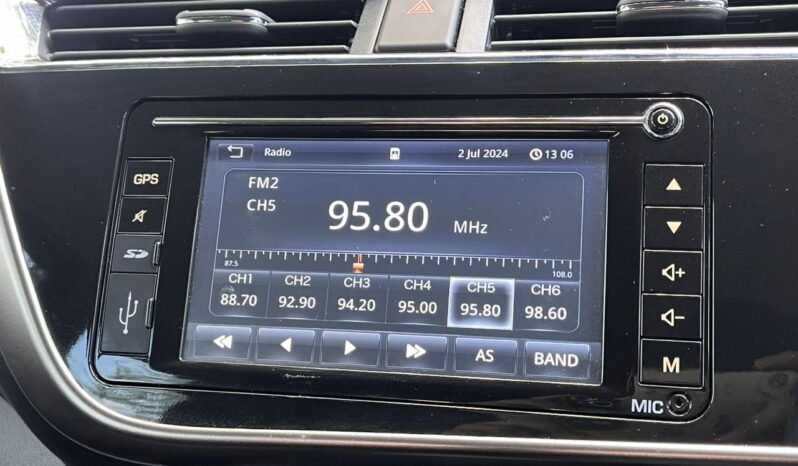 Radio 2 Jul 2024 13 06
GPS
FM2
CH5
95.80 MHz
87.5 108.0
CH1 CH2 CH3 CH4 CH5 CH6
88.70 92.90 94.20 95.00 95.80 98.60
AS BAND
M
MIC